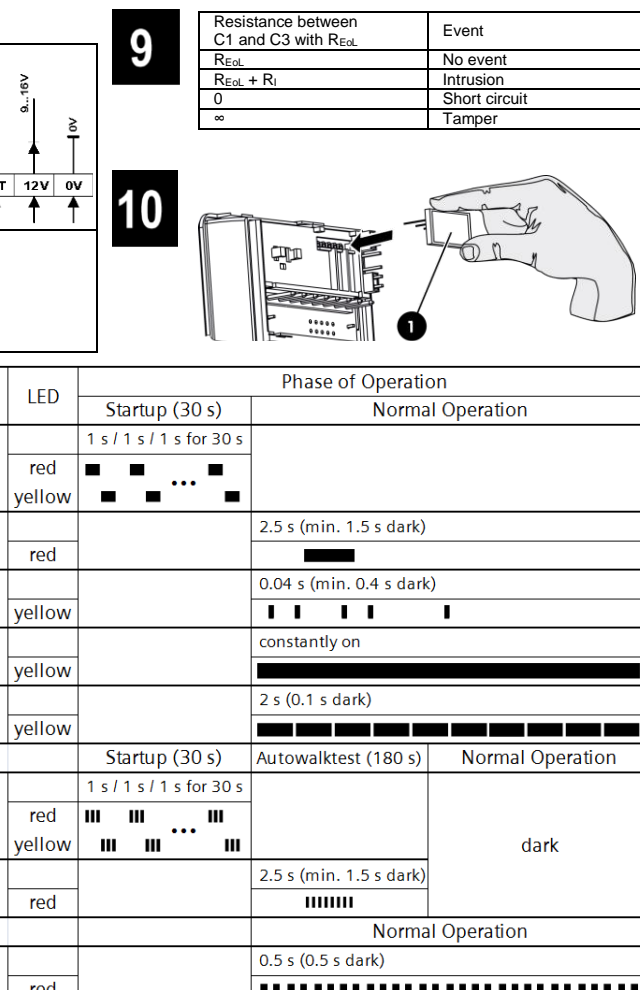 9
Resistance between
C1 and C3 with REoL
Event
REoL
No event
REoL + RI
Intrusion
0
Short circuit
∞
Tamper
9...16V
0V
T
12V
0V
10
1
LED
Phase of Operation
Startup (30 s)
Normal Operation
1 s / 1 s / 1 s for 30 s
red
yellow
2.5 s (min. 1.5 s dark)
red
0.04 s (min. 0.4 s dark)
yellow
constantly on
yellow
2 s (0.1 s dark)
yellow
Startup (30 s)
Autowalktest (180 s)
Normal Operation
1 s / 1 s / 1 s for 30 s
red
yellow
dark
2.5 s (min. 1.5 s dark)
red
Normal Operation
0.5 s (0.5 s dark)
red